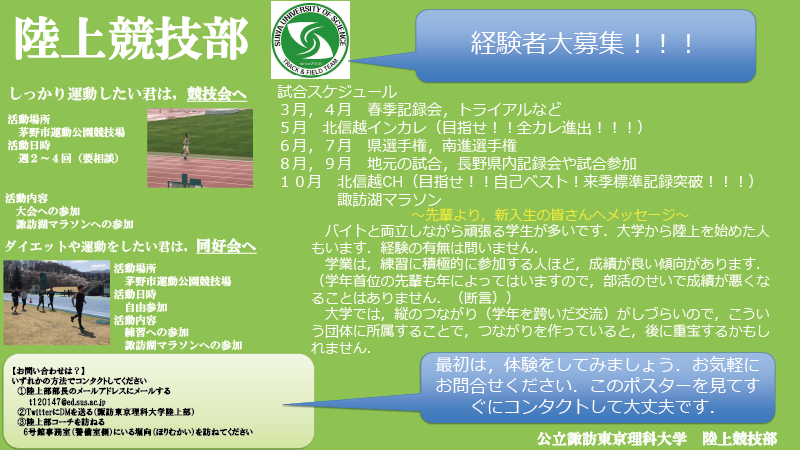 陸上競技部
SUWA UNIVERSITY OF SCIENCE
since2018
TRACK & FIELD TEAM
経験者大募集！！！
しっかり運動したい君は，競技会へ
活動場所
茅野市運動公園競技場
活動日時
週２～４回（要相談）
活動内容
大会への参加
諏訪湖マラソンへの参加
ダイエットや運動をしたい君は，同好会へ
活動場所
茅野市運動公園競技場
活動日時
自由参加
活動内容
練習への参加
諏訪湖マラソンへの参加
試合スケジュール
３月，４月　春季記録会，トライアルなど
５月　北信越インカレ（目指せ！！全カレ進出！！！）
６月，７月　県選手権，南進選手権
８月，９月　地元の試合，長野県内記録会や試合参加
１０月　北信越CH（目指せ！！自己ベスト！来季標準記録突破！！！）
諏訪湖マラソン
～先輩より，新入生の皆さんへメッセージ～
バイトと両立しながら頑張る学生が多いです．大学から陸上を始めた人
もいます．経験の有無は問いません．
学業は，練習に積極的に参加する人ほど，成績が良い傾向があります．
（学年首位の先輩も年によってはいますので，部活のせいで成績が悪くな
ることはありません．（断言））
大学では，縦のつながり（学年を跨いだ交流）がしづらいので，こうい
う団体に所属することで，つながりを作っていると，後に重宝するかもし
れません．
【お問い合わせは？】
いずれかの方法でコンタクトしてください
①陸上部部長のメールアドレスにメールする
t120147@ed.sus.ac.jp
②TwitterにDMを送る（諏訪東京理科大学陸上部）
③陸上部コーチを訪ねる
6号館事務室（警備室側）にいる堀向（ほりむかい）を訪ねてください
最初は，体験をしてみましょう．お気軽に
お問合せください．このポスターを見てす
ぐにコンタクトして大丈夫です．
公立諏訪東京理科大学　陸上競技部